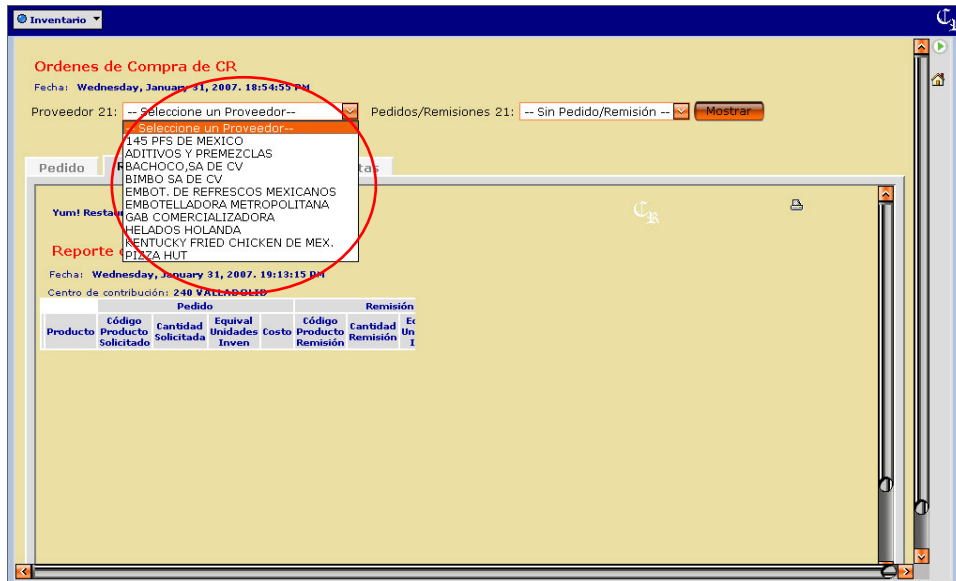 Inventario
CR
Ordenes de Compra de CR
Fecha: Wednesday, January 31, 2007. 18:54:55 PM
Proveedor 21: -- Seleccione un Proveedor-- Pedidos/Remisiones 21: -- Sin Pedido/Remisión -- Mostrar
-- Seleccione un Proveedor--
145 PFS DE MEXICO
ADITIVOS Y PREMEZCLAS
BACHOCO,SA DE CV
BIMBO SA DE CV
EMBOT. DE REFRESCOS MEXICANOS
EMBOTELLADORA METROPOLITANA
GAB COMERCIALIZADORA
HELADOS HOLANDA
KENTUCKY FRIED CHICKEN DE MEX.
PIZZA HUT
Pedido R tas
Yum! Restau
CR
Reporte
Fecha: Wednesday, January 31, 2007. 19:13:15 PM
Centro de contribución: 240 VALLADOLID
Pedido Remisión
Producto Código Producto Solicitado Cantidad Solicitada Equival Unidades Inven Costo Código Producto Remisión Cantidad Remisión